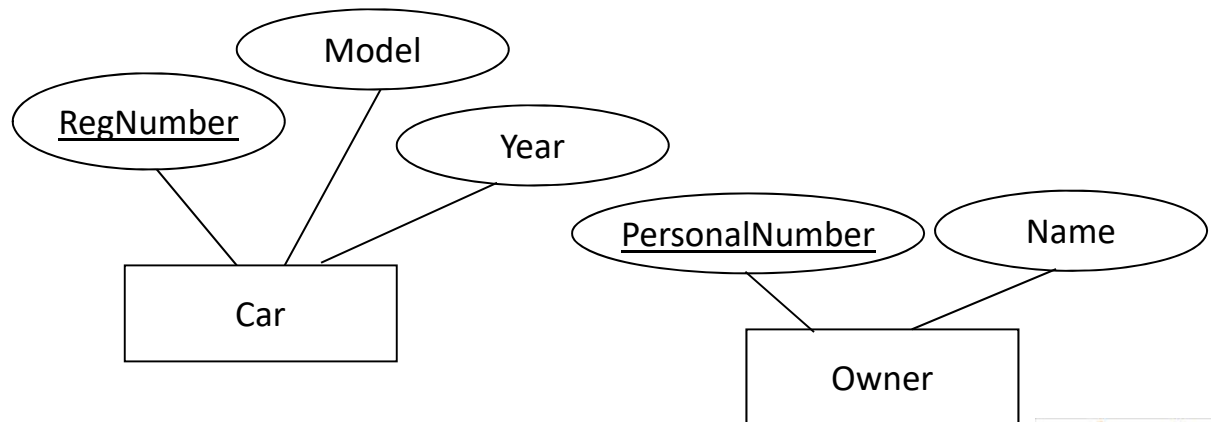 Model
RegNumber
Year
PersonalNumber
Name
Car
Owner